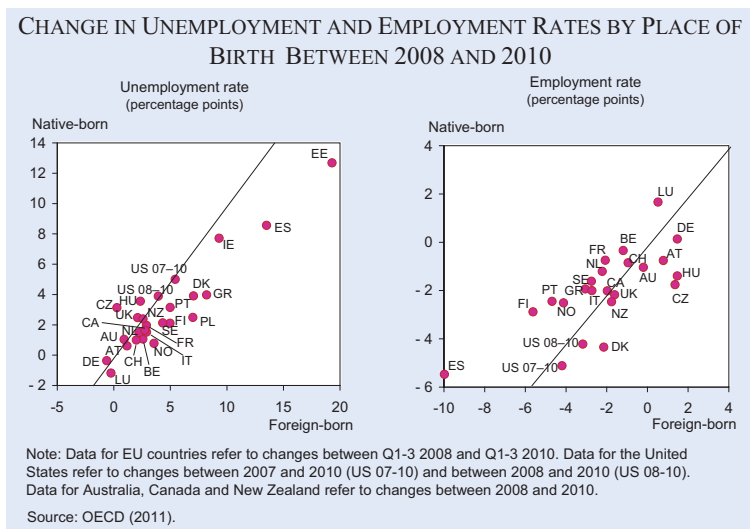 CHANGE IN UNEMPLOYMENT AND EMPLOYMENT RATES BY PLACE OF
BIRTH BETWEEN 2008 AND 2010
Unemployment rate
(percentage points)
Native-born
14
12
10
8
6
4
2
0
- 2
-5
0
5
10
15
20
Foreign-born
EE
ES
IE
US 07–10
US 08–10
DK
GR
HU
CZ
PT
UK
NZ
PL
CA
FI
NL
SE
AU
FR
AT
IT
NO
DE
CH
BE
LU
Employment rate
(percentage points)
Native-born
4
2
0
-2
-4
- 6
-10
-8
-6
-4
-2
0
2
4
Foreign-born
LU
DE
BE
FR
CH
AT
NL
AU
HU
SE
CA
GR
IT
UK
CZ
PT
NO
NZ
FI
US 08–10
DK
US 07–10
ES
Note: Data for EU countries refer to changes between Q1-3 2008 and Q1-3 2010. Data for the United
States refer to changes between 2007 and 2010 (US 07-10) and between 2008 and 2010 (US 08-10).
Data for Australia, Canada and New Zealand refer to changes between 2008 and 2010.
Source: OECD (2011).